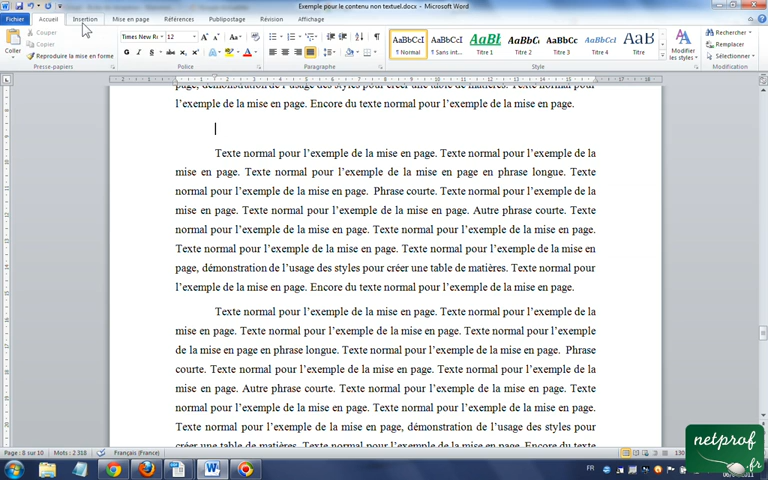 Exemple pour le contenu non textuel.docx - Microsoft Word
Fichier Accueil Insertion Mise en page Références Publipostage Révision Affichage
Coller
Couper
Copier
Reproduire la mise en forme
Presse-papiers
Times New Ro 12
Police
Paragraphe
AaBbCcI AaBbCcI AaBl AaBbC AaBbCc AaBbCcI AaB
¶ Normal ¶ Sans int... Titre 1 Titre 2 Titre 3 Titre 4 Titre
Style
Modifier
les styles
Rechercher
Remplacer
Sélectionner
Modification
page, démonstration de l’usage des styles pour créer une table de matières. Texte normal pour
l’exemple de la mise en page. Encore du texte normal pour l’exemple de la mise en page.
Texte normal pour l’exemple de la mise en page. Texte normal pour l’exemple de la
mise en page. Texte normal pour l’exemple de la mise en page en phrase longue. Texte
normal pour l’exemple de la mise en page. Phrase courte. Texte normal pour l’exemple de la
mise en page. Texte normal pour l’exemple de la mise en page. Autre phrase courte. Texte
normal pour l’exemple de la mise en page. Texte normal pour l’exemple de la mise en page.
Texte normal pour l’exemple de la mise en page. Texte normal pour l’exemple de la mise en
page, démonstration de l’usage des styles pour créer une table de matières. Texte normal pour
l’exemple de la mise en page. Encore du texte normal pour l’exemple de la mise en page.
Texte normal pour l’exemple de la mise en page. Texte normal pour l’exemple de la
mise en page. Texte normal pour l’exemple de la mise en page. Texte normal pour l’exemple
de la mise en page en phrase longue. Texte normal pour l’exemple de la mise en page. Phrase
courte. Texte normal pour l’exemple de la mise en page. Texte normal pour l’exemple de la
mise en page. Autre phrase courte. Texte normal pour l’exemple de la mise en page. Texte
normal pour l’exemple de la mise en page. Texte normal pour l’exemple de la mise en page.
Texte normal pour l’exemple de la mise en page, démonstration de l’usage des styles pour
créer une table de matières. Texte normal pour l’exemple de la mise en page. Encore du texte
Page : 8 sur 10 Mots : 2 318 Français (France) 130
netprof
.fr
FR